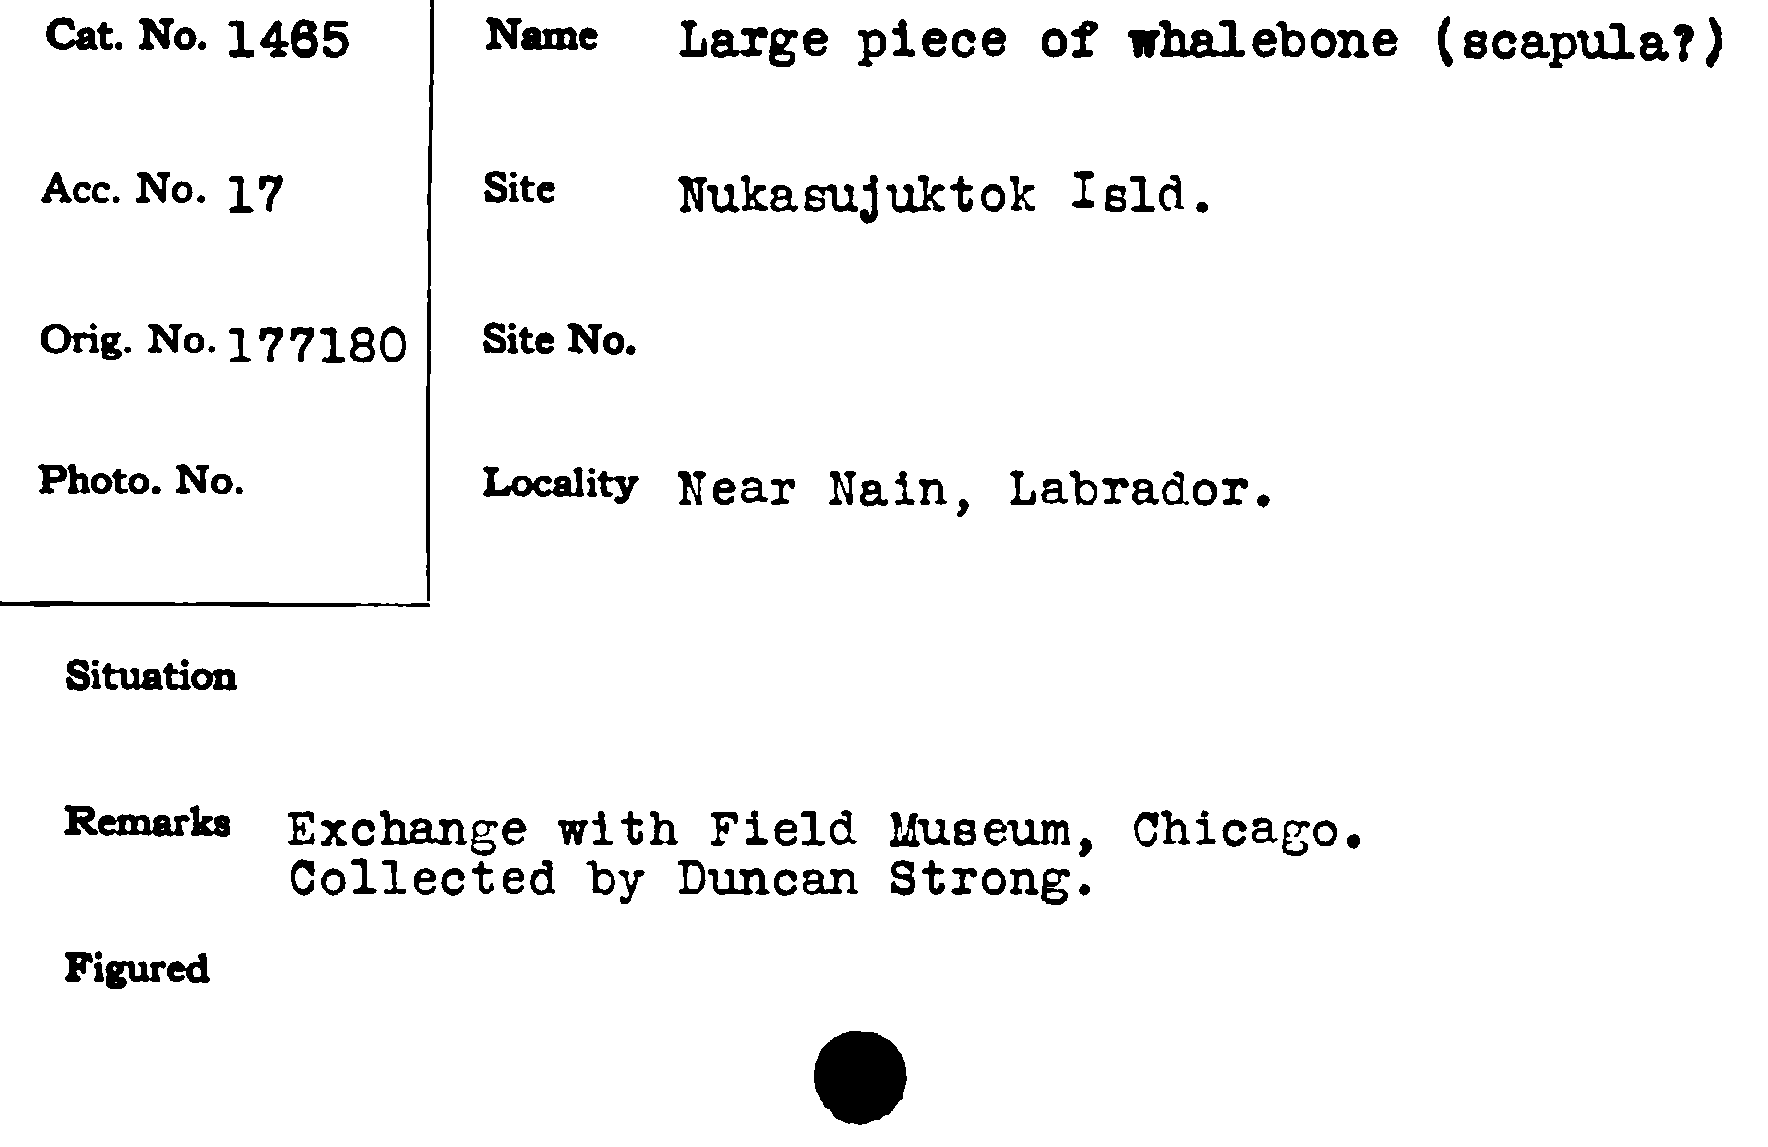 Cat. No. 1465
Name Large piece of whalebone (scapula?)
Acc. No. 17
Site Nukasujuktok Isld.
Orig. No. 177180
Site No.
Photo. No.
Locality Near Nain, Labrador.
Situation
Remarks Exchange with Field Museum, Chicago.
Collected by Duncan Strong.
Figured